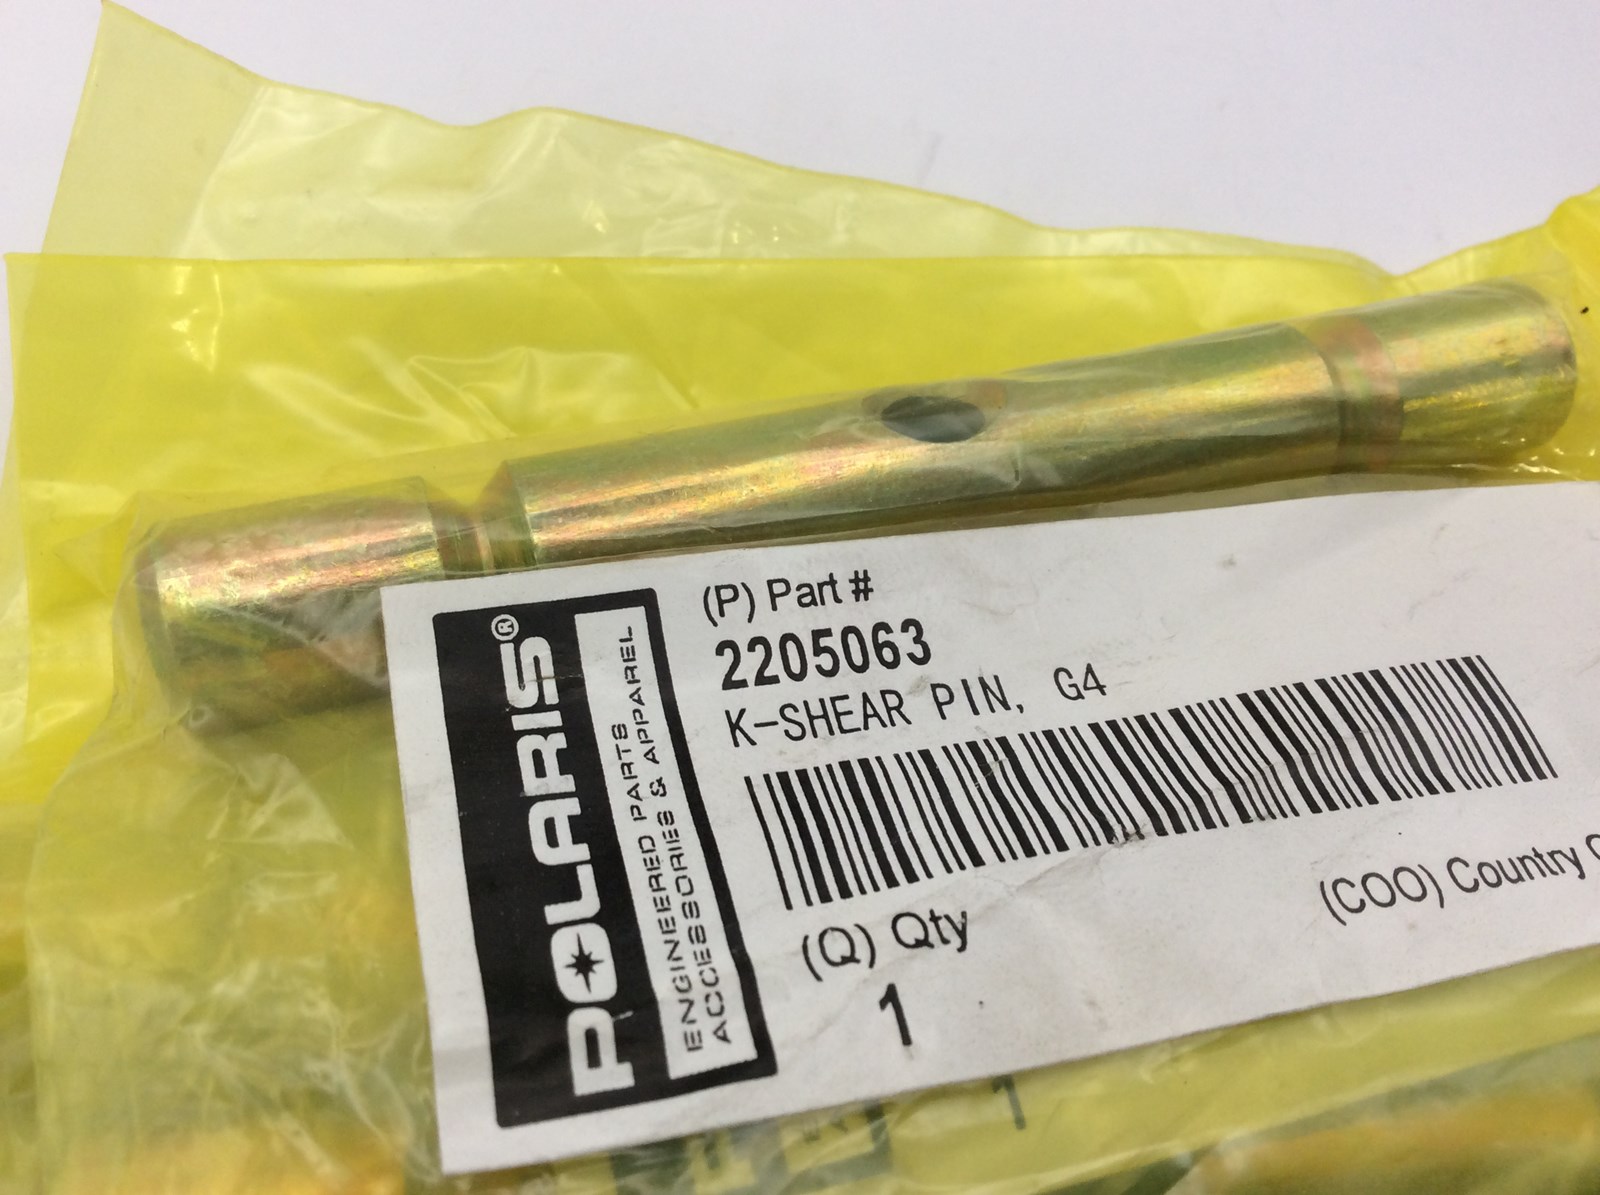 (P) Part #
2205063
K-SHEAR PIN, G4
(Q) Qty
1
(COO) Country
POLARIS®
ENGINEERED PARTS
ACCESSORIES & APPAREL